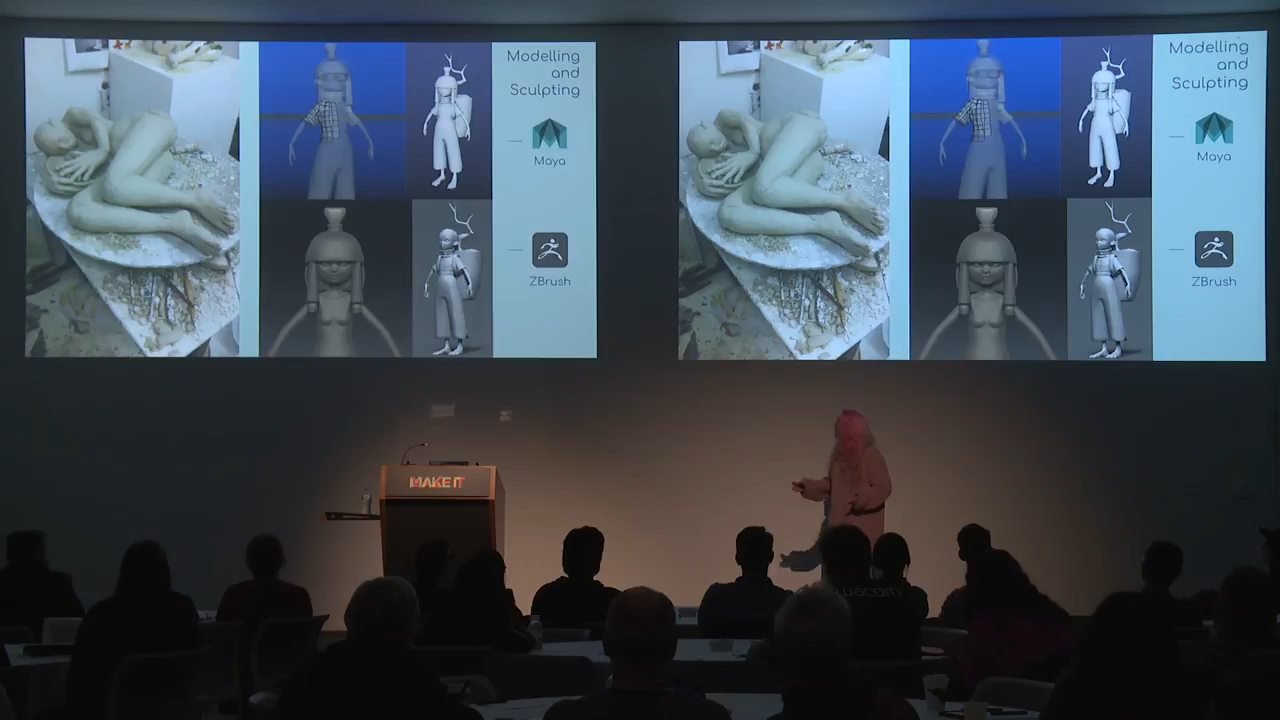 Modelling
and
Sculpting
Maya
ZBrush
Modelling
and
Sculpting
Maya
ZBrush
MAKE IT
wacom